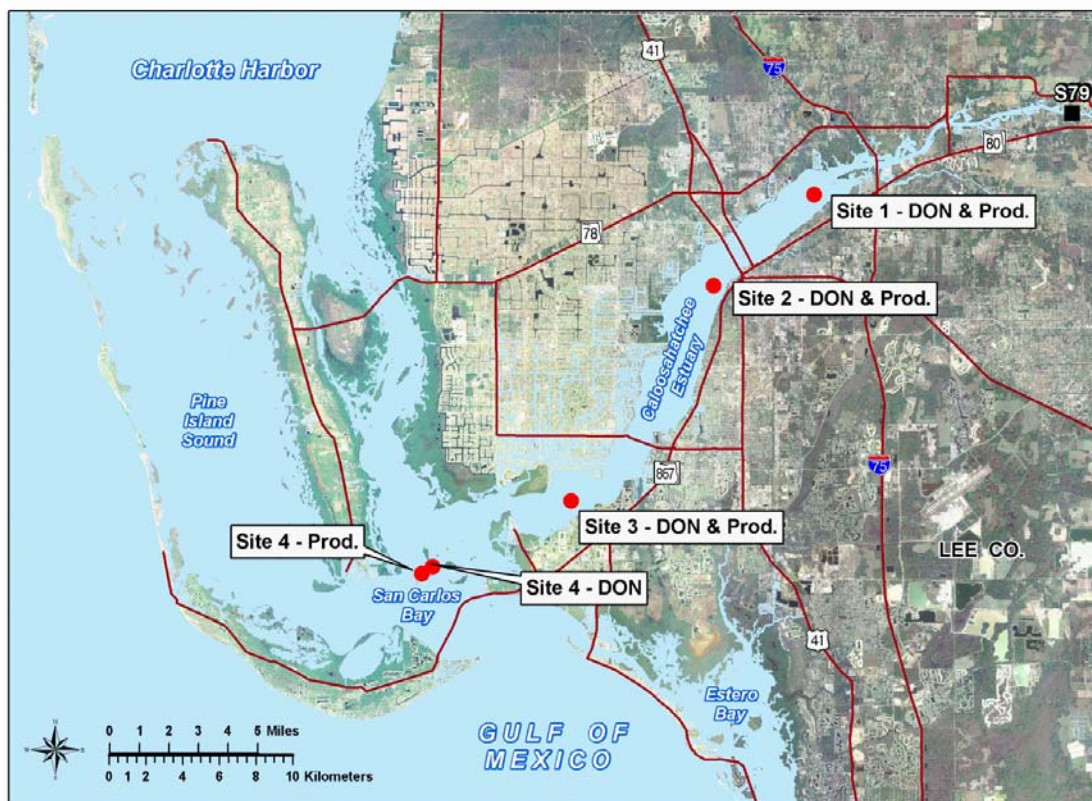 Charlotte Harbor
41
75
S79
80
Site 1 - DON & Prod.
78
Site 2 - DON & Prod.
Caloosahatchee
Estuary
Pine
Island
Sound
867
75
Site 3 - DON & Prod.
Site 4 - Prod.
LEE CO.
Site 4 - DON
San Carlos
Bay
41
Estero
Bay
GULF OF
MEXICO
N
W E
S
0 1 2 3 4 5 Miles
0 1 2 4 6 8 10 Kilometers